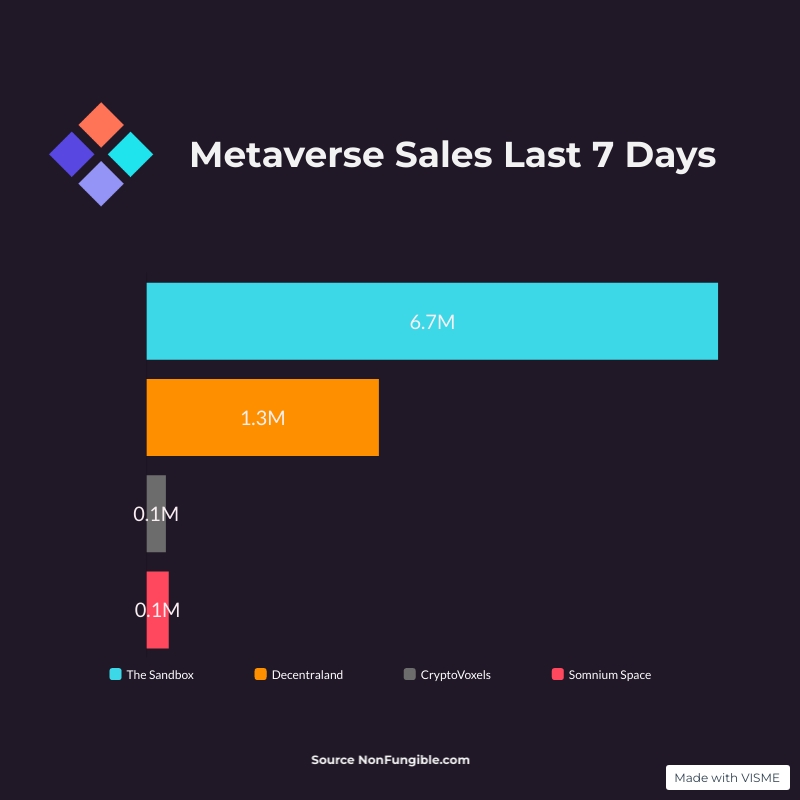 Metaverse Sales Last 7 Days
6.7M
1.3M
0.1M
0.1M
The Sandbox Decentraland CryptoVoxels Somnium Space
Source NonFungible.com
Made with VISME